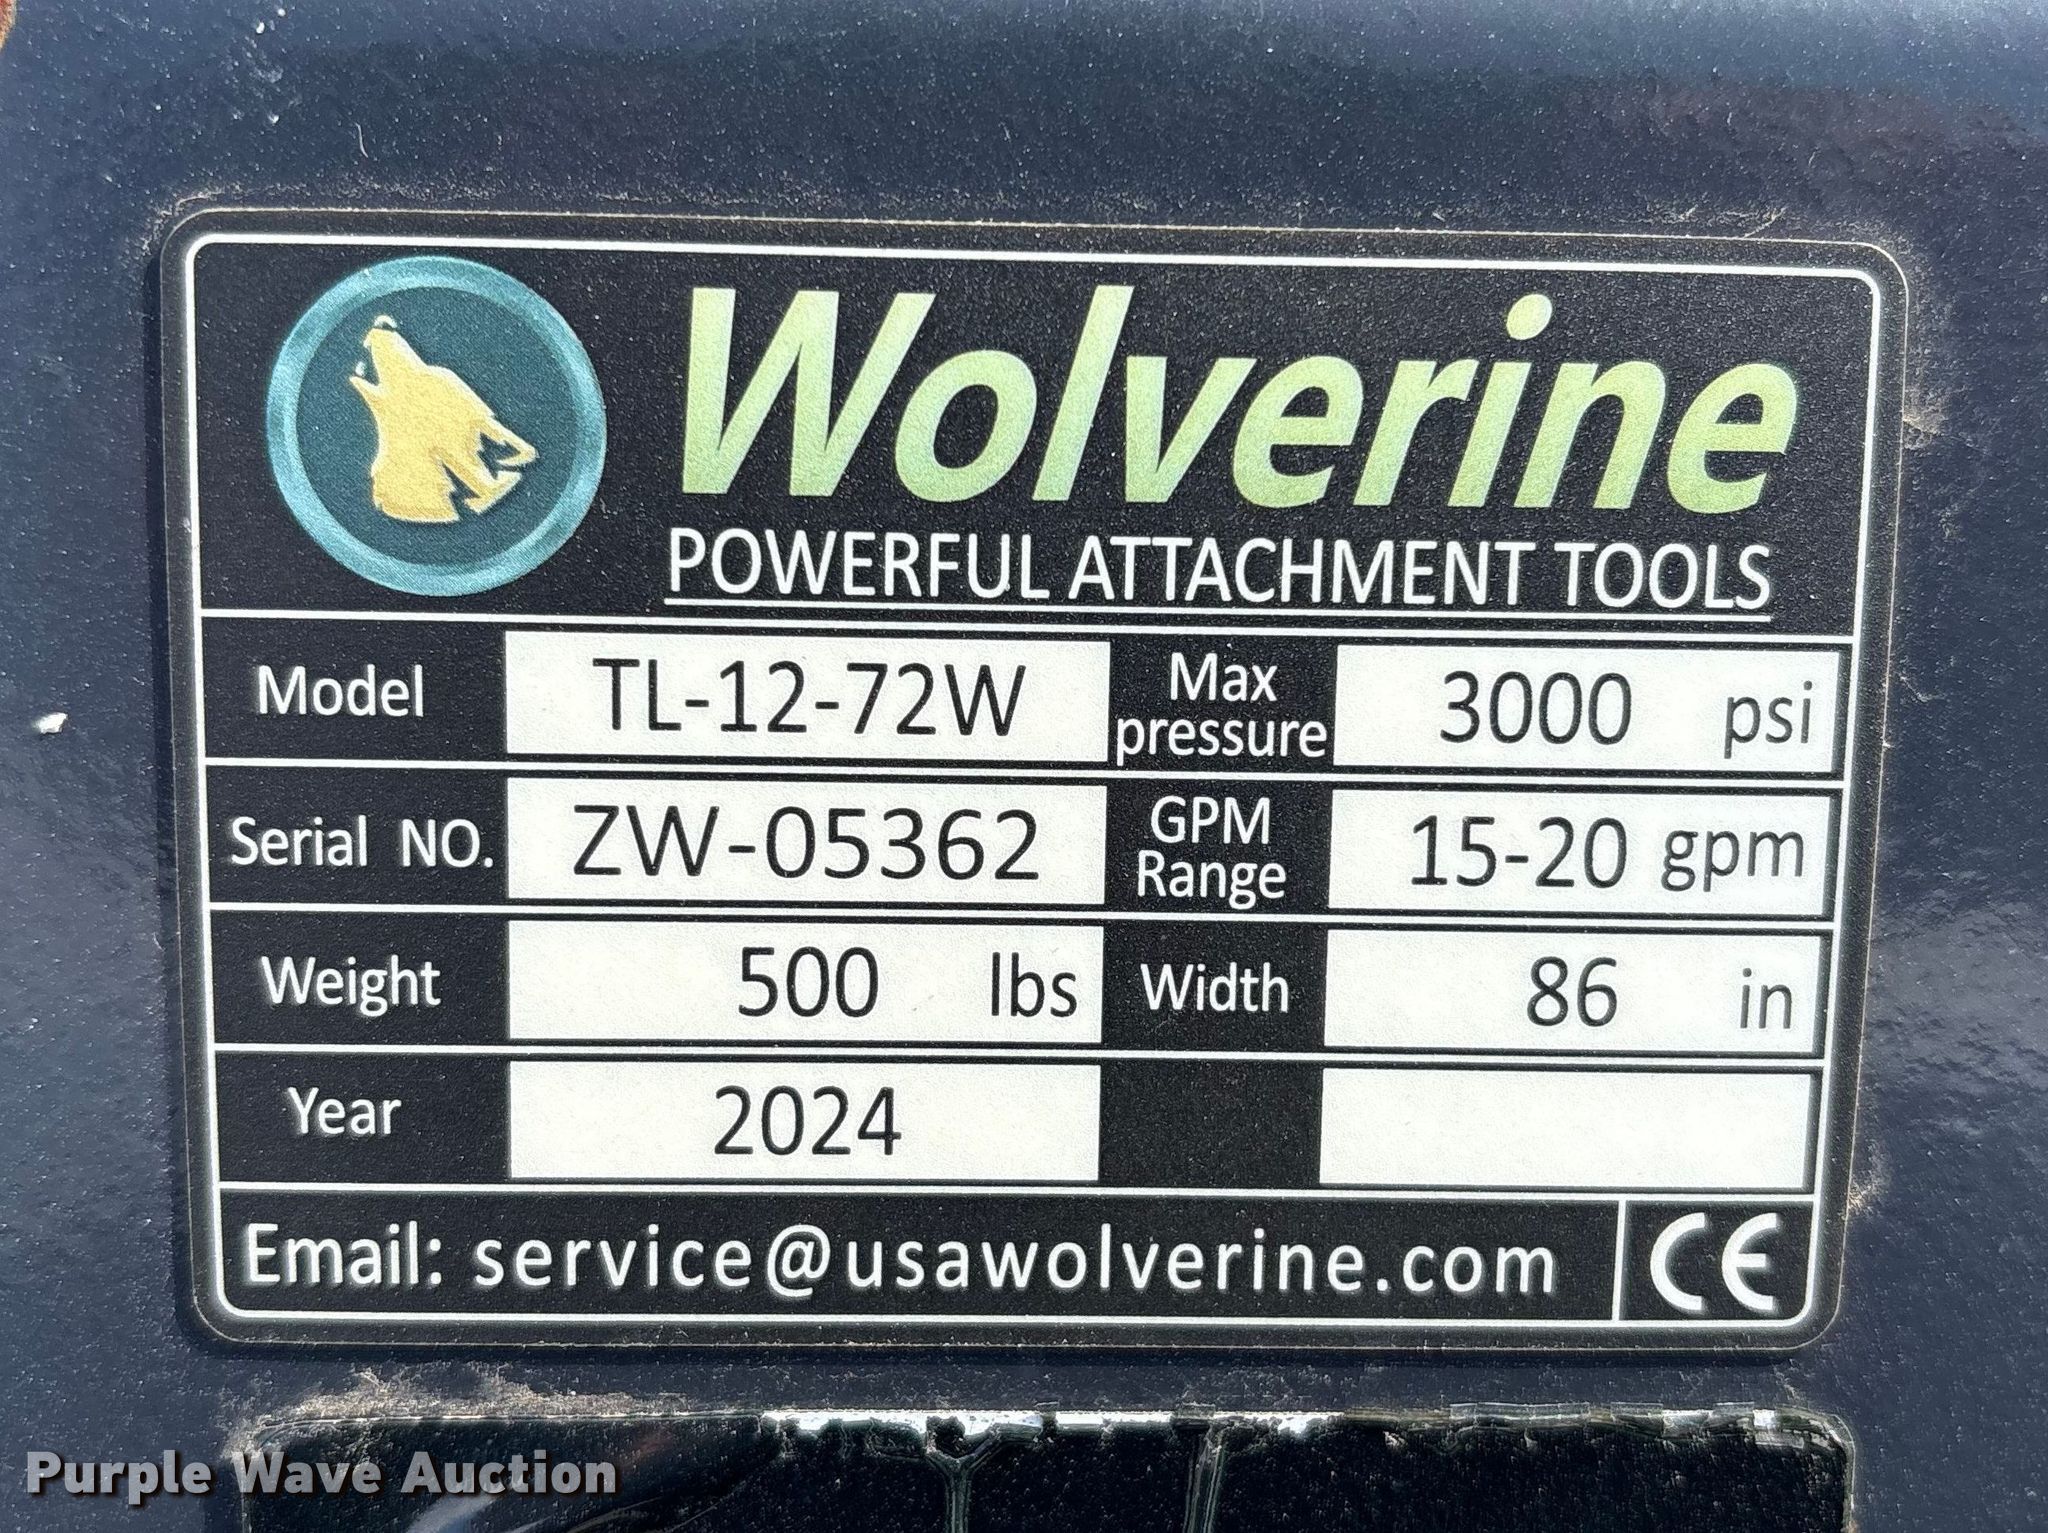 Wolverine
POWERFUL ATTACHMENT TOOLS
Model TL-12-72W Max pressure 3000 psi
Serial NO. ZW-05362 GPM Range 15-20 gpm
Weight 500 lbs Width 86 in
Year 2024
Email: service@usawolverine.com CE
Purple Wave Auction